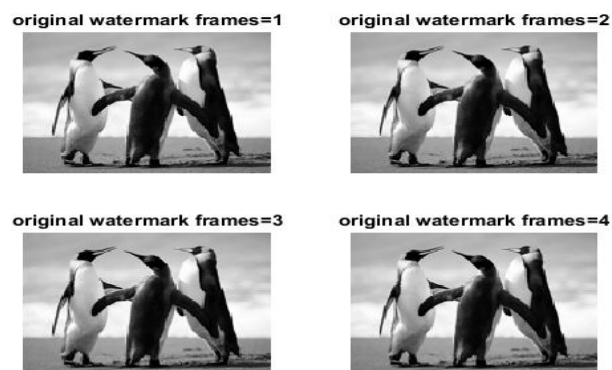 original watermark frames=1
original watermark frames=2
original watermark frames=3
original watermark frames=4